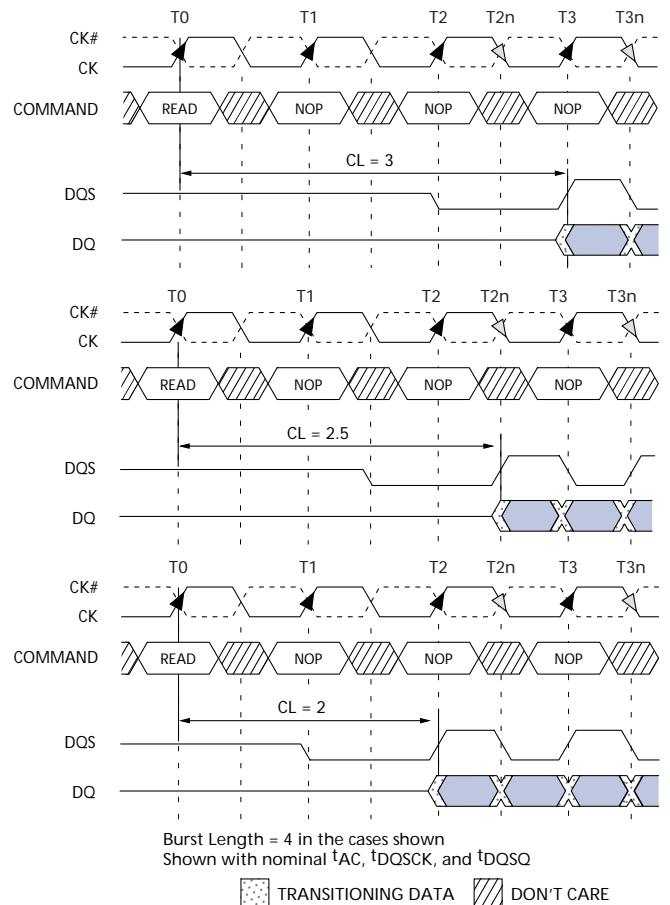 T0 T1 T2 T2n T3 T3n
CK#
CK
COMMAND READ NOP NOP NOP
CL = 3
DQS
DQ
T0 T1 T2 T2n T3 T3n
CK#
CK
COMMAND READ NOP NOP NOP
CL = 2.5
DQS
DQ
T0 T1 T2 T2n T3 T3n
CK#
CK
COMMAND READ NOP NOP NOP
CL = 2
DQS
DQ
Burst Length = 4 in the cases shown
Shown with nominal tAC, tDQSCK, and tDQSQ
TRANSITIONING DATA DON'T CARE